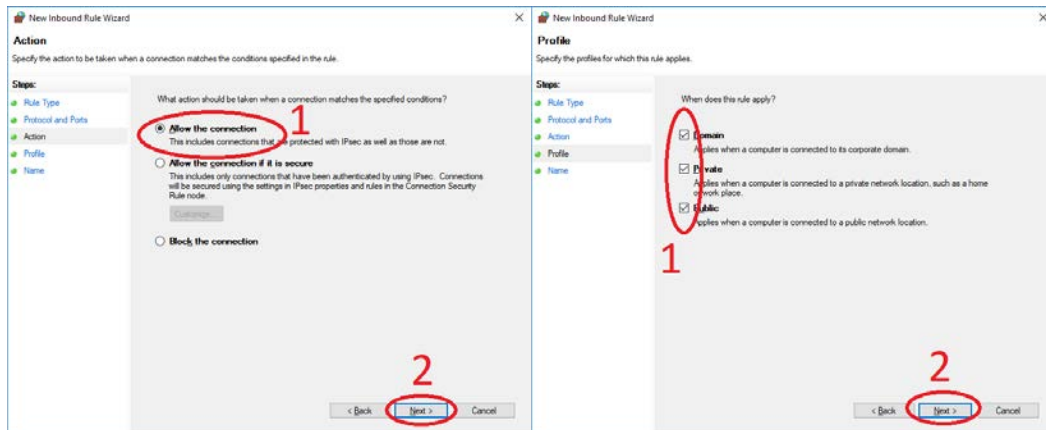 New Inbound Rule Wizard
Action
Specify the action to be taken when a connection matches the conditions specified in the rule.
Steps:
Rule Type
Protocol and Ports
Action
Profile
Name
What action should be taken when a connection matches the specified conditions?
Allow the connection
This includes connections that are protected with IPsec as well as those are not.
1
Allow the connection if it is secure
This includes only connections that have been authenticated by using IPsec. Connections
will be secured using the settings in IPsec properties and rules in the Connection Security
Rule node.
Customize...
Block the connection
2
< Back
Next >
Cancel
New Inbound Rule Wizard
Profile
Specify the profiles for which this rule applies.
Steps:
Rule Type
Protocol and Ports
Action
Profile
Name
When does this rule apply?
Domain
Applies when a computer is connected to its corporate domain.
Private
Applies when a computer is connected to a private network location, such as a home
or work place.
Public
Applies when a computer is connected to a public network location.
1
2
< Back
Next >
Cancel